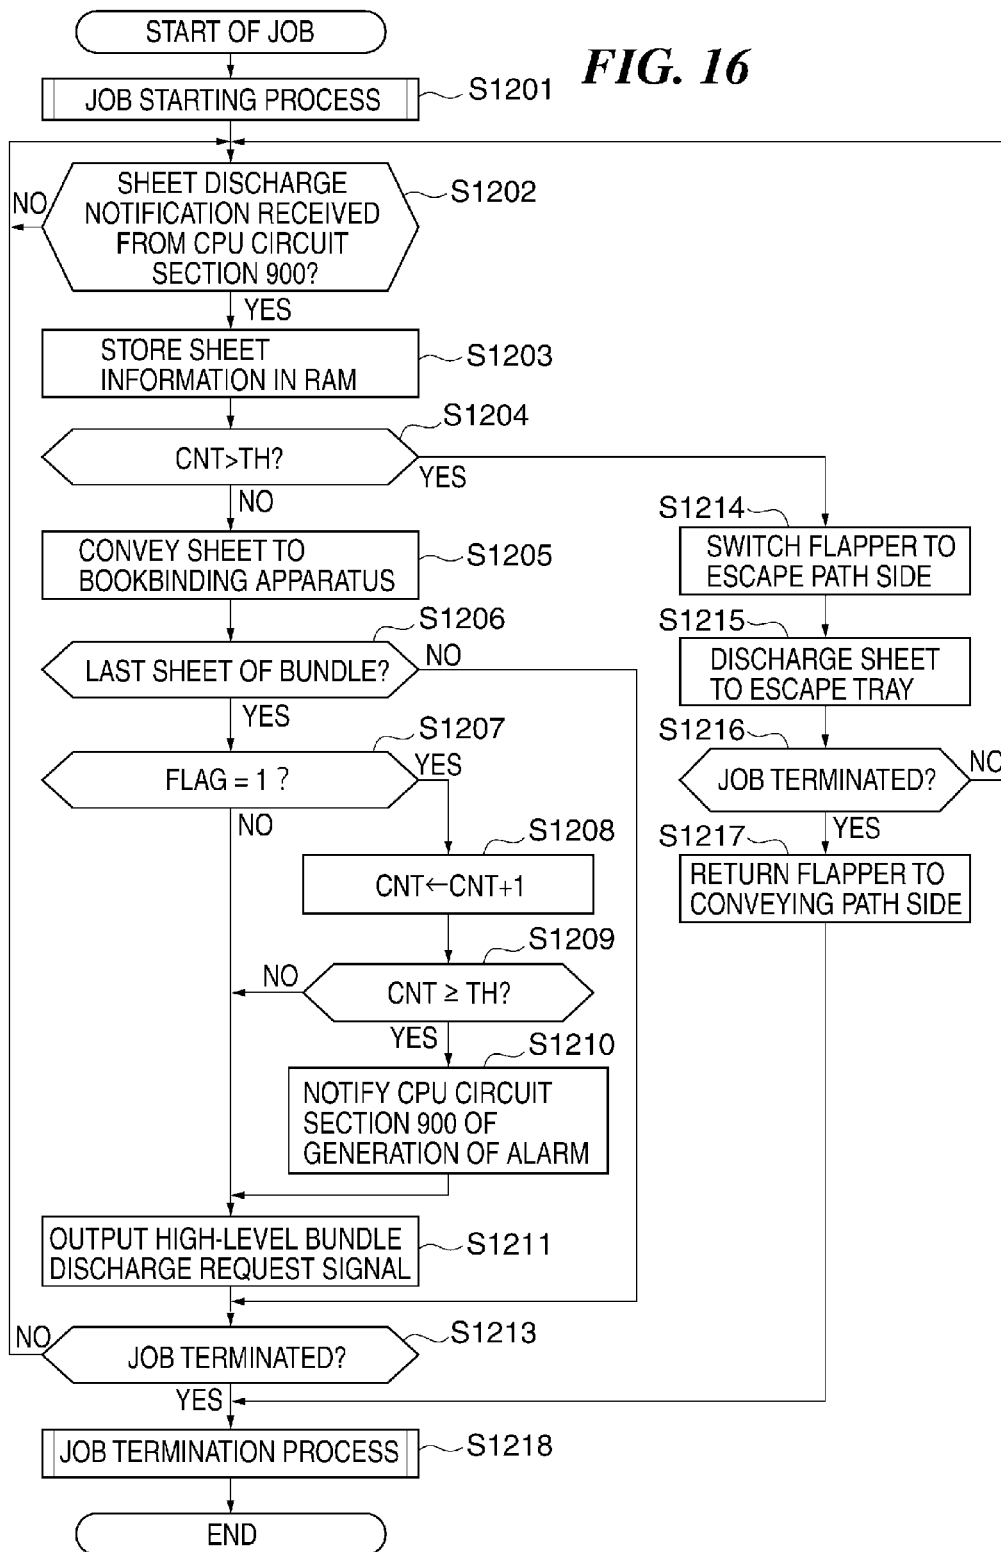 START OF JOB
FIG. 16
JOB STARTING PROCESS
S1201
SHEET DISCHARGE
NOTIFICATION RECEIVED
FROM CPU CIRCUIT
SECTION 900?
S1202
NO
YES
STORE SHEET
INFORMATION IN RAM
S1203
CNT>TH?
S1204
YES
NO
CONVEY SHEET TO
BOOKBINDING APPARATUS
S1205
LAST SHEET OF BUNDLE?
S1206
NO
YES
FLAG = 1 ?
S1207
YES
NO
S1208
CNT←CNT+1
S1209
CNT ≥ TH?
NO
YES
S1210
NOTIFY CPU CIRCUIT
SECTION 900 OF
GENERATION OF ALARM
OUTPUT HIGH-LEVEL BUNDLE
DISCHARGE REQUEST SIGNAL
S1211
NO
JOB TERMINATED?
S1213
YES
JOB TERMINATION PROCESS
S1218
END
S1214
SWITCH FLAPPER TO
ESCAPE PATH SIDE
S1215
DISCHARGE SHEET
TO ESCAPE TRAY
S1216
JOB TERMINATED?
NO
YES
S1217
RETURN FLAPPER TO
CONVEYING PATH SIDE